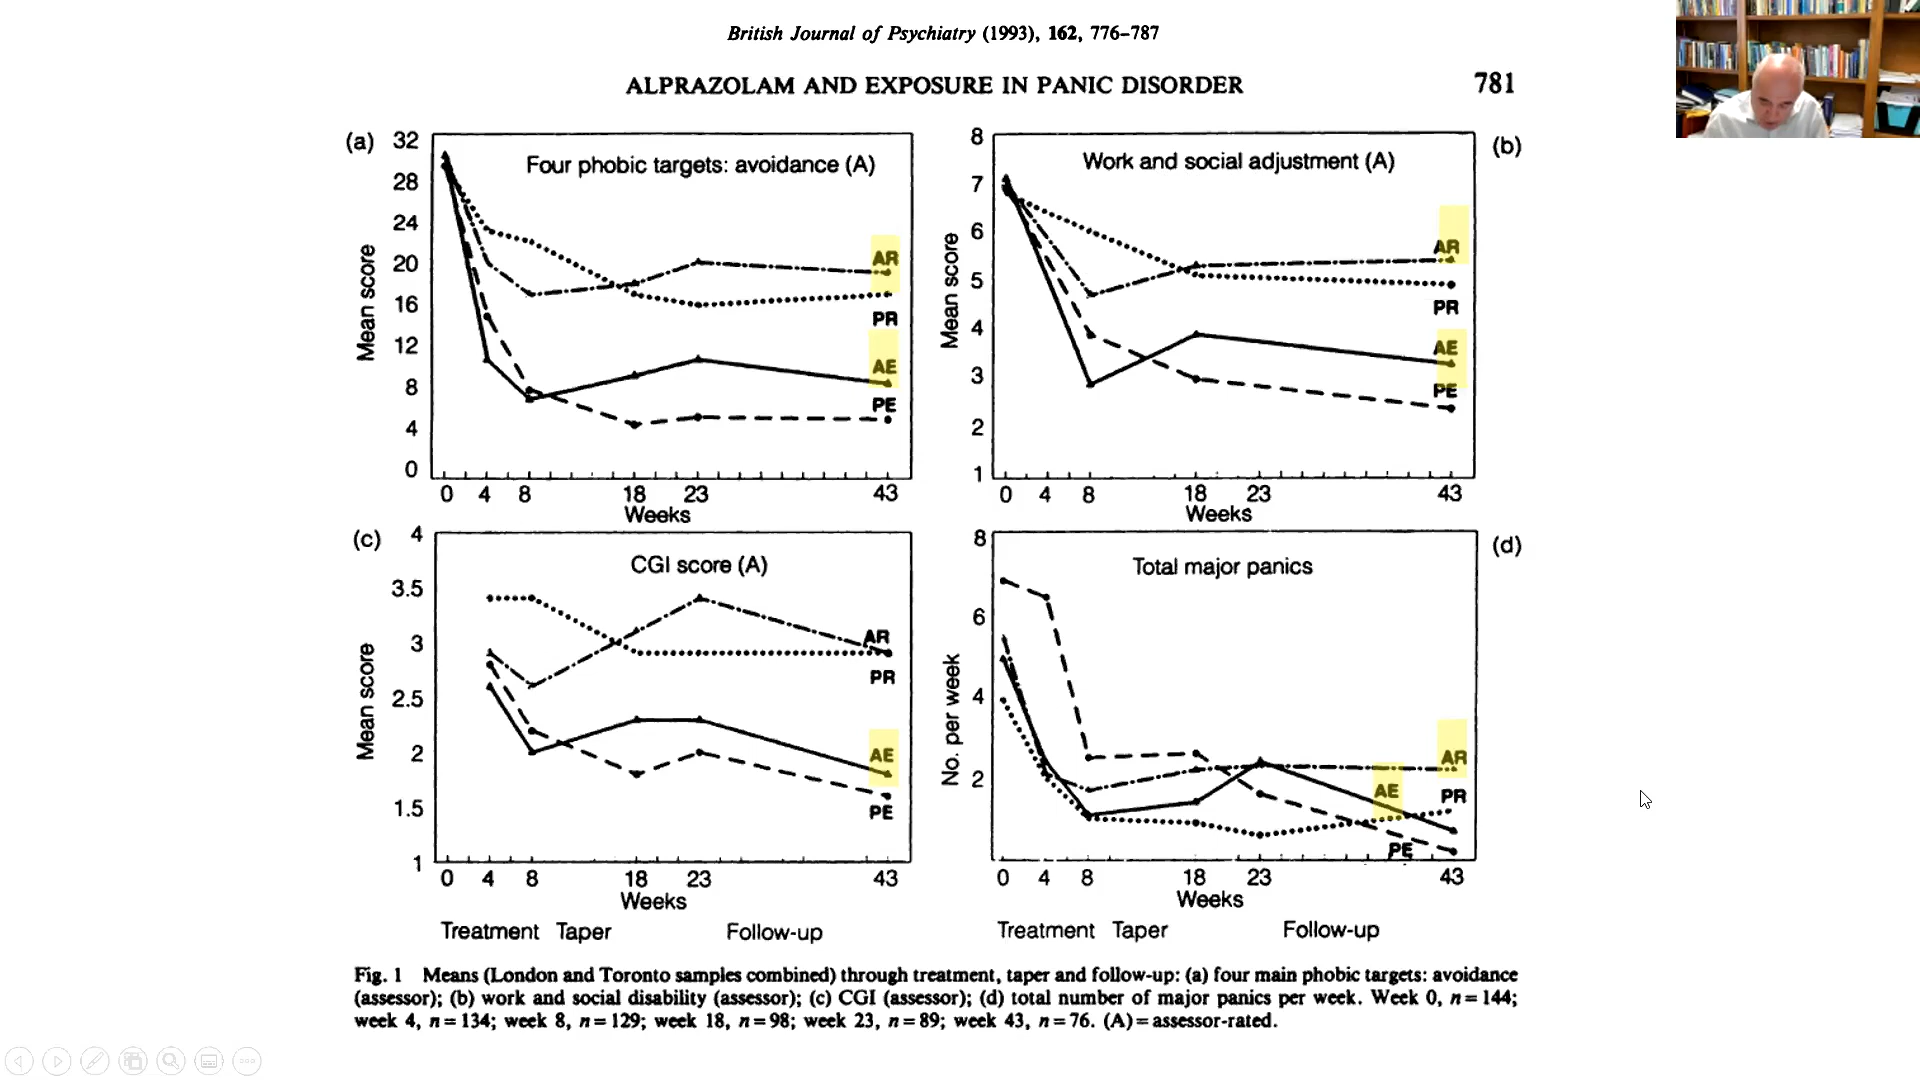 British Journal of Psychiatry (1993), 162, 776–787
ALPRAZOLAM AND EXPOSURE IN PANIC DISORDER 781
(a)
Four phobic targets: avoidance (A)
Mean score
32
28
24
20
16
12
8
4
0
AR
PR
AE
PE
0 4 8 18 23 43
Weeks
(b)
Work and social adjustment (A)
Mean score
8
7
6
5
4
3
2
1
AR
PR
AE
PE
0 4 8 18 23 43
Weeks
(c)
CGI score (A)
Mean score
4
3.5
3
2.5
2
1.5
1
AR
PR
AE
PE
0 4 8 18 23 43
Weeks
Treatment Taper Follow-up
(d)
Total major panics
No. per week
8
6
4
2
AR
AE
PR
PE
0 4 8 18 23 43
Weeks
Treatment Taper Follow-up
Fig. 1 Means (London and Toronto samples combined) through treatment, taper and follow-up: (a) four main phobic targets: avoidance
(assessor); (b) work and social disability (assessor); (c) CGI (assessor); (d) total number of major panics per week. Week 0, n = 144;
week 4, n = 134; week 8, n = 129; week 18, n = 98; week 23, n = 89; week 43, n = 76. (A) = assessor-rated.